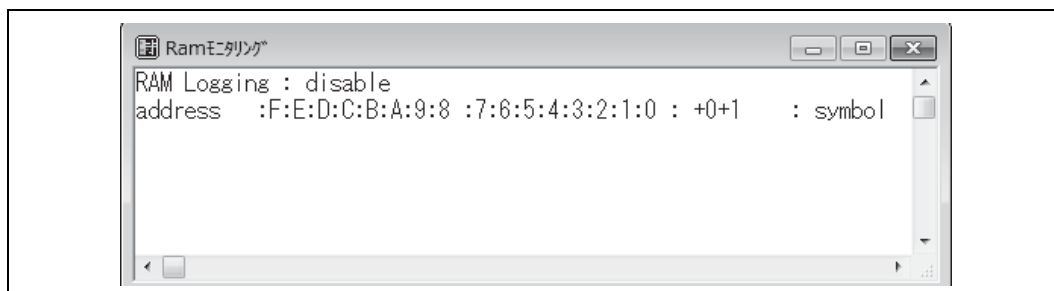 Ramﾓﾆﾀﾘﾝｸﾞ
RAM Logging : disable
address :F:E:D:C:B:A:9:8 :7:6:5:4:3:2:1:0 : +0+1 : symbol